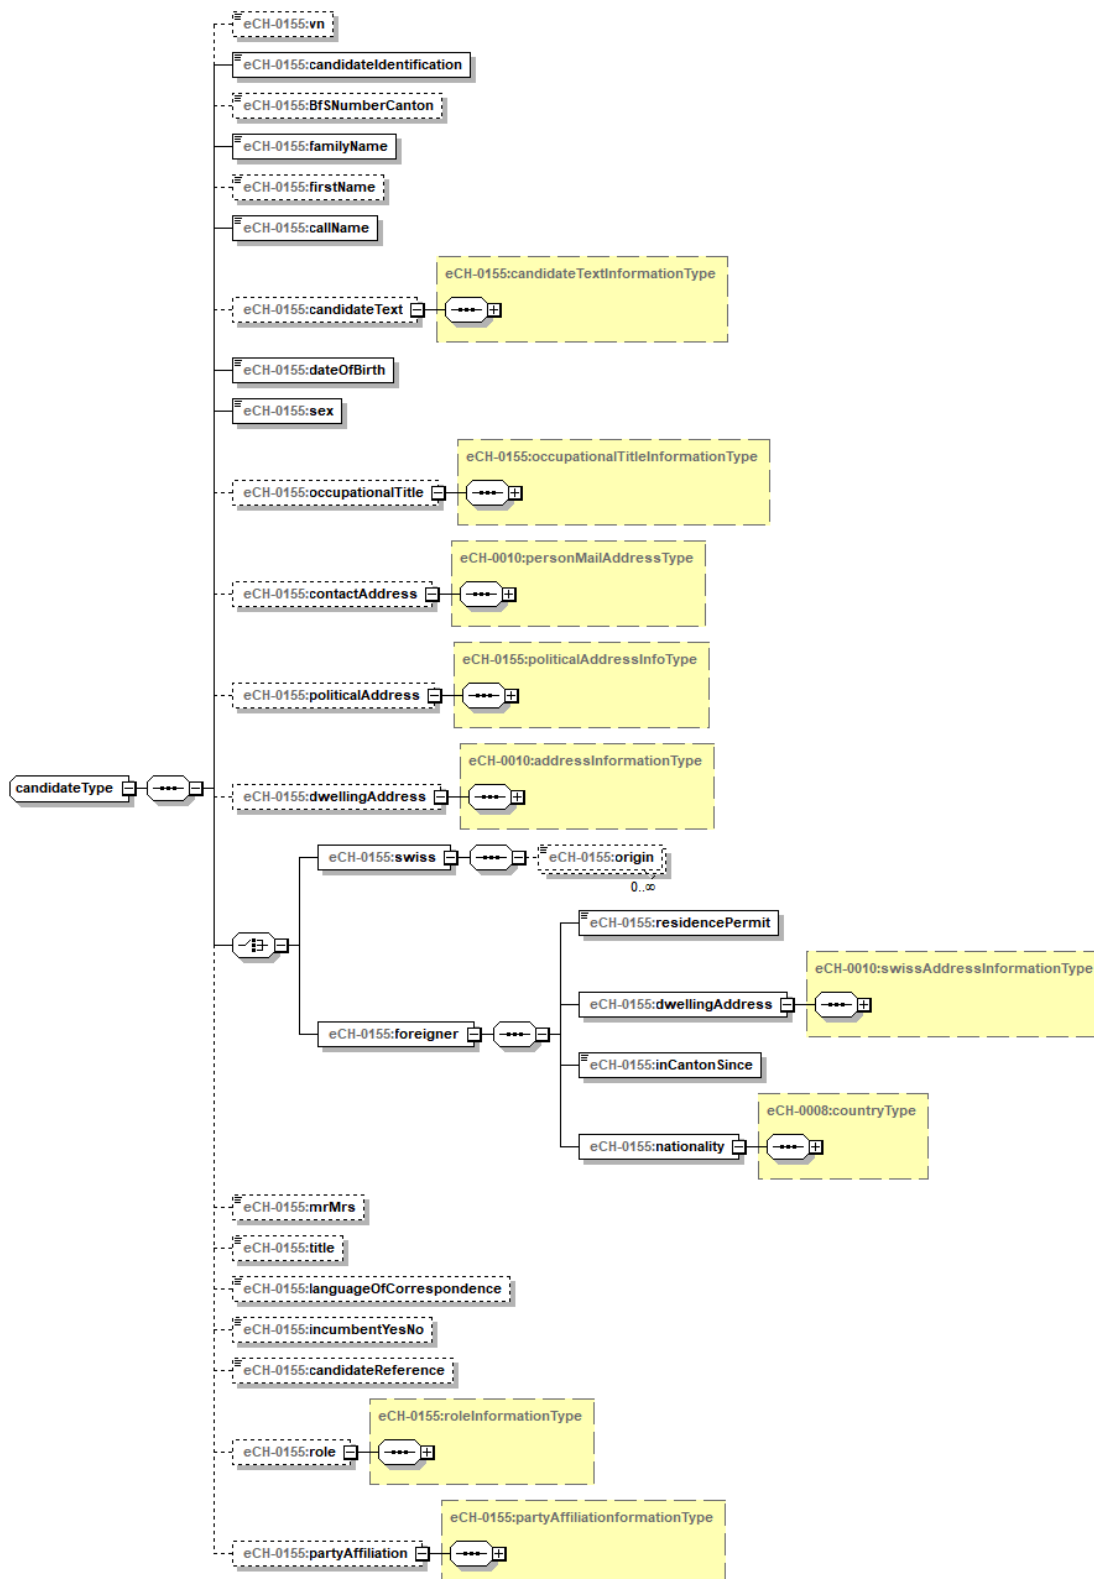 eCH-0155:vn
eCH-0155:candidateIdentification
eCH-0155:BfSNumberCanton
eCH-0155:familyName
eCH-0155:firstName
eCH-0155:callName
eCH-0155:candidateTextInformationType
eCH-0155:candidateText
eCH-0155:dateOfBirth
eCH-0155:sex
eCH-0155:occupationalTitleInformationType
eCH-0155:occupationalTitle
eCH-0010:personMailAddressType
eCH-0155:contactAddress
eCH-0155:politicalAddressInfoType
eCH-0155:politicalAddress
eCH-0010:addressInformationType
candidateType
eCH-0155:dwellingAddress
eCH-0155:swiss
eCH-0155:origin
0..∞
eCH-0155:residencePermit
eCH-0010:swissAddressInformationType
eCH-0155:dwellingAddress
eCH-0155:foreigner
eCH-0155:inCantonSince
eCH-0008:countryType
eCH-0155:nationality
eCH-0155:mrMrs
eCH-0155:title
eCH-0155:languageOfCorrespondence
eCH-0155:incumbentYesNo
eCH-0155:candidateReference
eCH-0155:roleInformationType
eCH-0155:role
eCH-0155:partyAffiliationformationType
eCH-0155:partyAffiliation